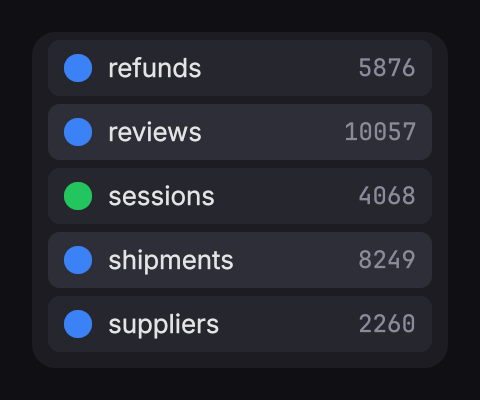 refunds 5876
reviews 10057
sessions 4068
shipments 8249
suppliers 2260